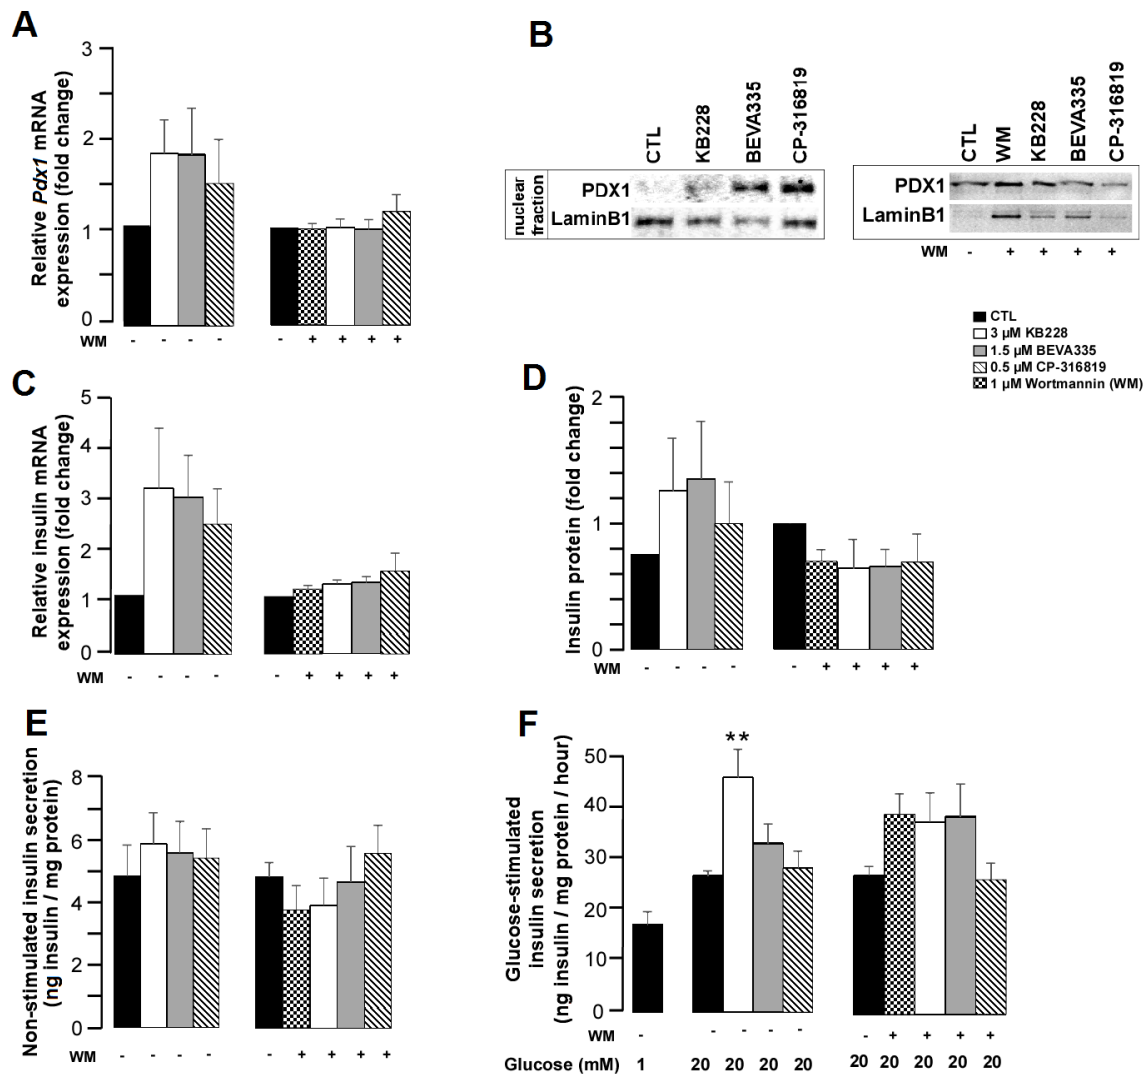 A
Relative Pdx1 mRNA
expression (fold change)
3
2
1
0
WM - - - - - + + + +
B
CTL KB228 BEVA335 CP-316819
nuclear
fraction
PDX1
LaminB1
CTL WM KB228 BEVA335 CP-316819
PDX1
LaminB1
WM - + + + +
CTL
3 µM KB228
1.5 µM BEVA335
0.5 µM CP-316819
1 µM Wortmannin (WM)
C
Relative insulin mRNA
expression (fold change)
5
4
3
2
1
0
WM - - - - - + + + +
D
Insulin protein (fold change)
2
1
0
WM - - - - - + + + +
E
Non-stimulated insulin secretion
(ng insulin / mg protein)
8
6
4
2
0
WM - - - - - + + + +
F
Glucose-stimulated
insulin secretion
(ng insulin / mg protein / hour)
50
40
30
20
10
0
**
WM - - - - - - + + + +
Glucose (mM) 1 20 20 20 20 20 20 20 20 20